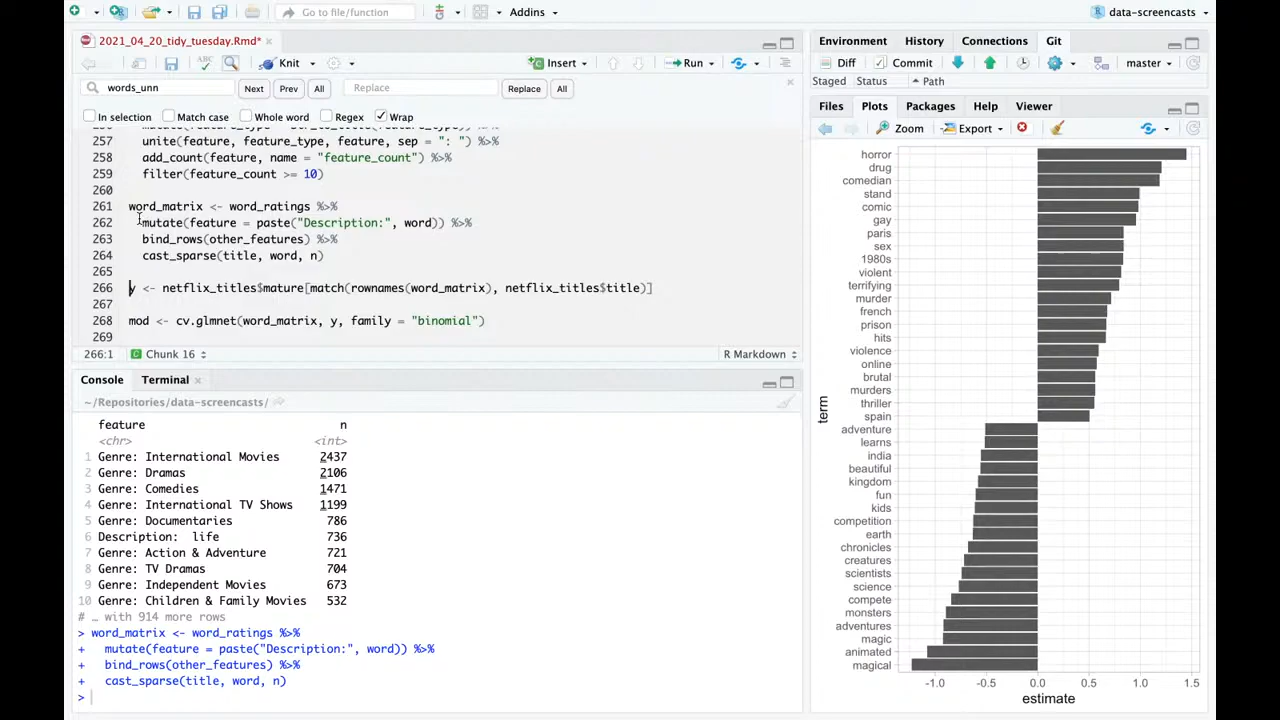 Go to file/function
Addins
data-screencasts
2021_04_20_tidy_tuesday.Rmd*
ABC
Knit
Insert
Run
words_unn
Next
Prev
All
Replace
Replace
All
In selection
Match case
Whole word
Regex
Wrap
257 unite(feature, feature_type, feature, sep = ": ") %>%
258 add_count(feature, name = "feature_count") %>%
259 filter(feature_count >= 10)
260
261 word_matrix <- word_ratings %>%
262 mutate(feature = paste("Description:", word)) %>%
263 bind_rows(other_features) %>%
264 cast_sparse(title, word, n)
265
266 y <- netflix_titles$mature[match(rownames(word_matrix), netflix_titles$title)]
267
268 mod <- cv.glmnet(word_matrix, y, family = "binomial")
269
266:1 Chunk 16 R Markdown
Console Terminal
~/Repositories/data-screencasts/
feature n
<chr> <int>
1 Genre: International Movies 2437
2 Genre: Dramas 2106
3 Genre: Comedies 1471
4 Genre: International TV Shows 1199
5 Genre: Documentaries 786
6 Description:  life 736
7 Genre: Action & Adventure 721
8 Genre: TV Dramas 704
9 Genre: Independent Movies 673
10 Genre: Children & Family Movies 532
# … with 914 more rows
> word_matrix <- word_ratings %>%
+ mutate(feature = paste("Description:", word)) %>%
+ bind_rows(other_features) %>%
+ cast_sparse(title, word, n)
>
Environment History Connections Git
Diff Commit master
Staged Status Path
Files Plots Packages Help Viewer
Zoom Export
horror
drug
comedian
stand
comic
gay
paris
sex
1980s
violent
terrifying
murder
french
prison
hits
violence
online
brutal
murders
thriller
spain
adventure
learns
india
beautiful
kingdom
fun
kids
competition
earth
chronicles
creatures
scientists
science
compete
monsters
adventures
magic
animated
magical
term
-1.0 -0.5 0.0 0.5 1.0 1.5
estimate